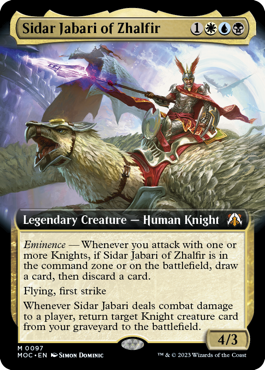 Sidar Jabari of Zhalfir 1
Legendary Creature — Human Knight
Eminence — Whenever you attack with one or
more Knights, if Sidar Jabari of Zhalfir is in
the command zone or on the battlefield, draw
a card, then discard a card.
Flying, first strike
Whenever Sidar Jabari deals combat damage
to a player, return target Knight creature card
from your graveyard to the battlefield.
4/3
M 0097
MOC • EN SIMON DOMINIC
™ & © 2023 Wizards of the Coast